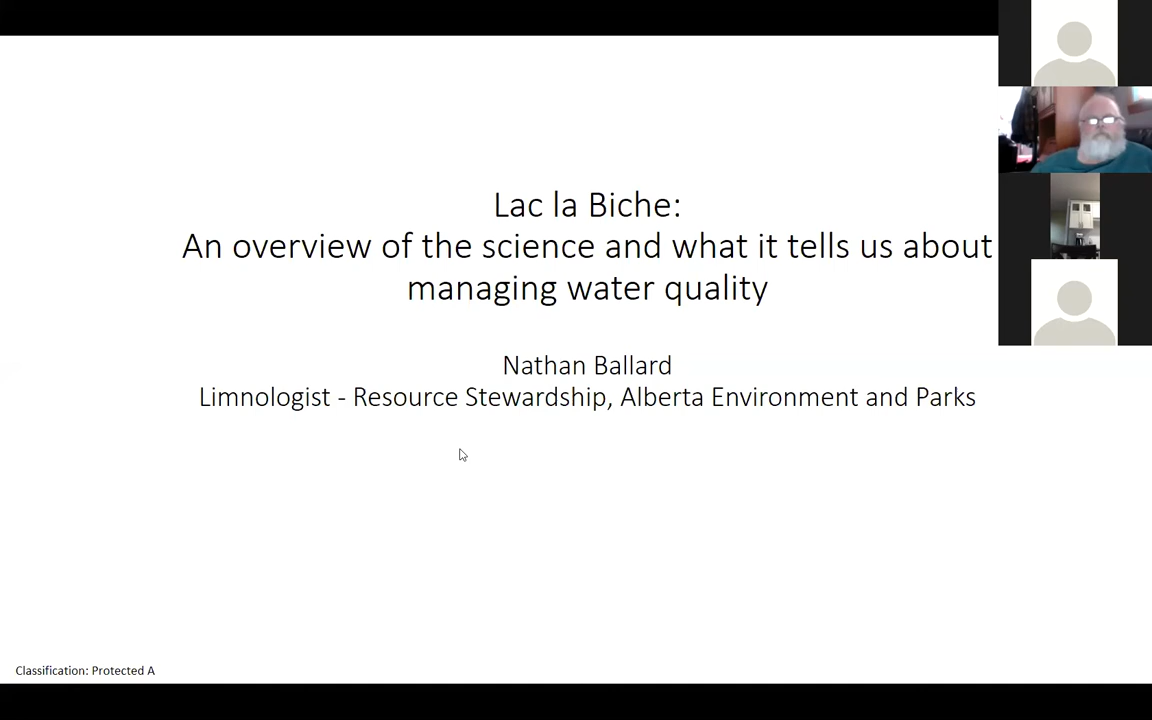 Lac la Biche:
An overview of the science and what it tells us about
managing water quality
Nathan Ballard
Limnologist - Resource Stewardship, Alberta Environment and Parks
Classification: Protected A